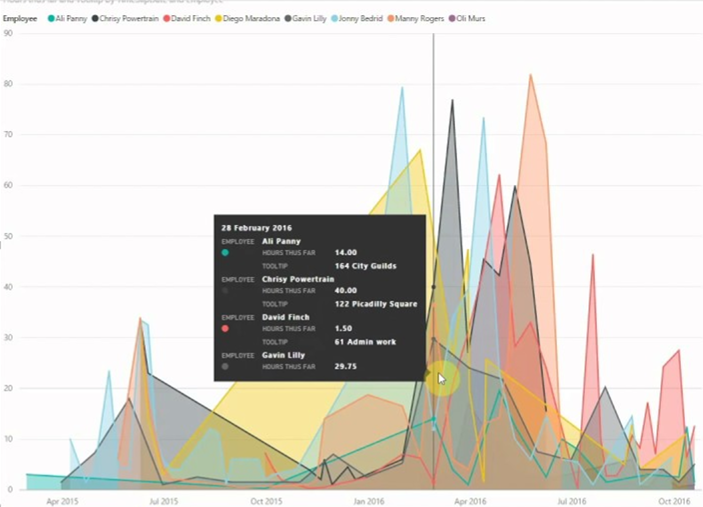 Hours thus far and Tooltip by TimeStpDate and Employee
Employee Ali Panny Chrisy Powertrain David Finch Diego Maradona Gavin Lilly Jonny Bedrid Manny Rogers Oli Murs
90
80
70
60
50
40
30
20
10
0
28 February 2016
EMPLOYEE Ali Panny
HOURS THUS FAR 14.00
TOOLTIP 164 City Guilds
EMPLOYEE Chrisy Powertrain
HOURS THUS FAR 40.00
TOOLTIP 122 Picadilly Square
EMPLOYEE David Finch
HOURS THUS FAR 1.50
TOOLTIP 61 Admin work
EMPLOYEE Gavin Lilly
HOURS THUS FAR 29.75
Apr 2015 Jul 2015 Oct 2015 Jan 2016 Apr 2016 Jul 2016 Oct 2016